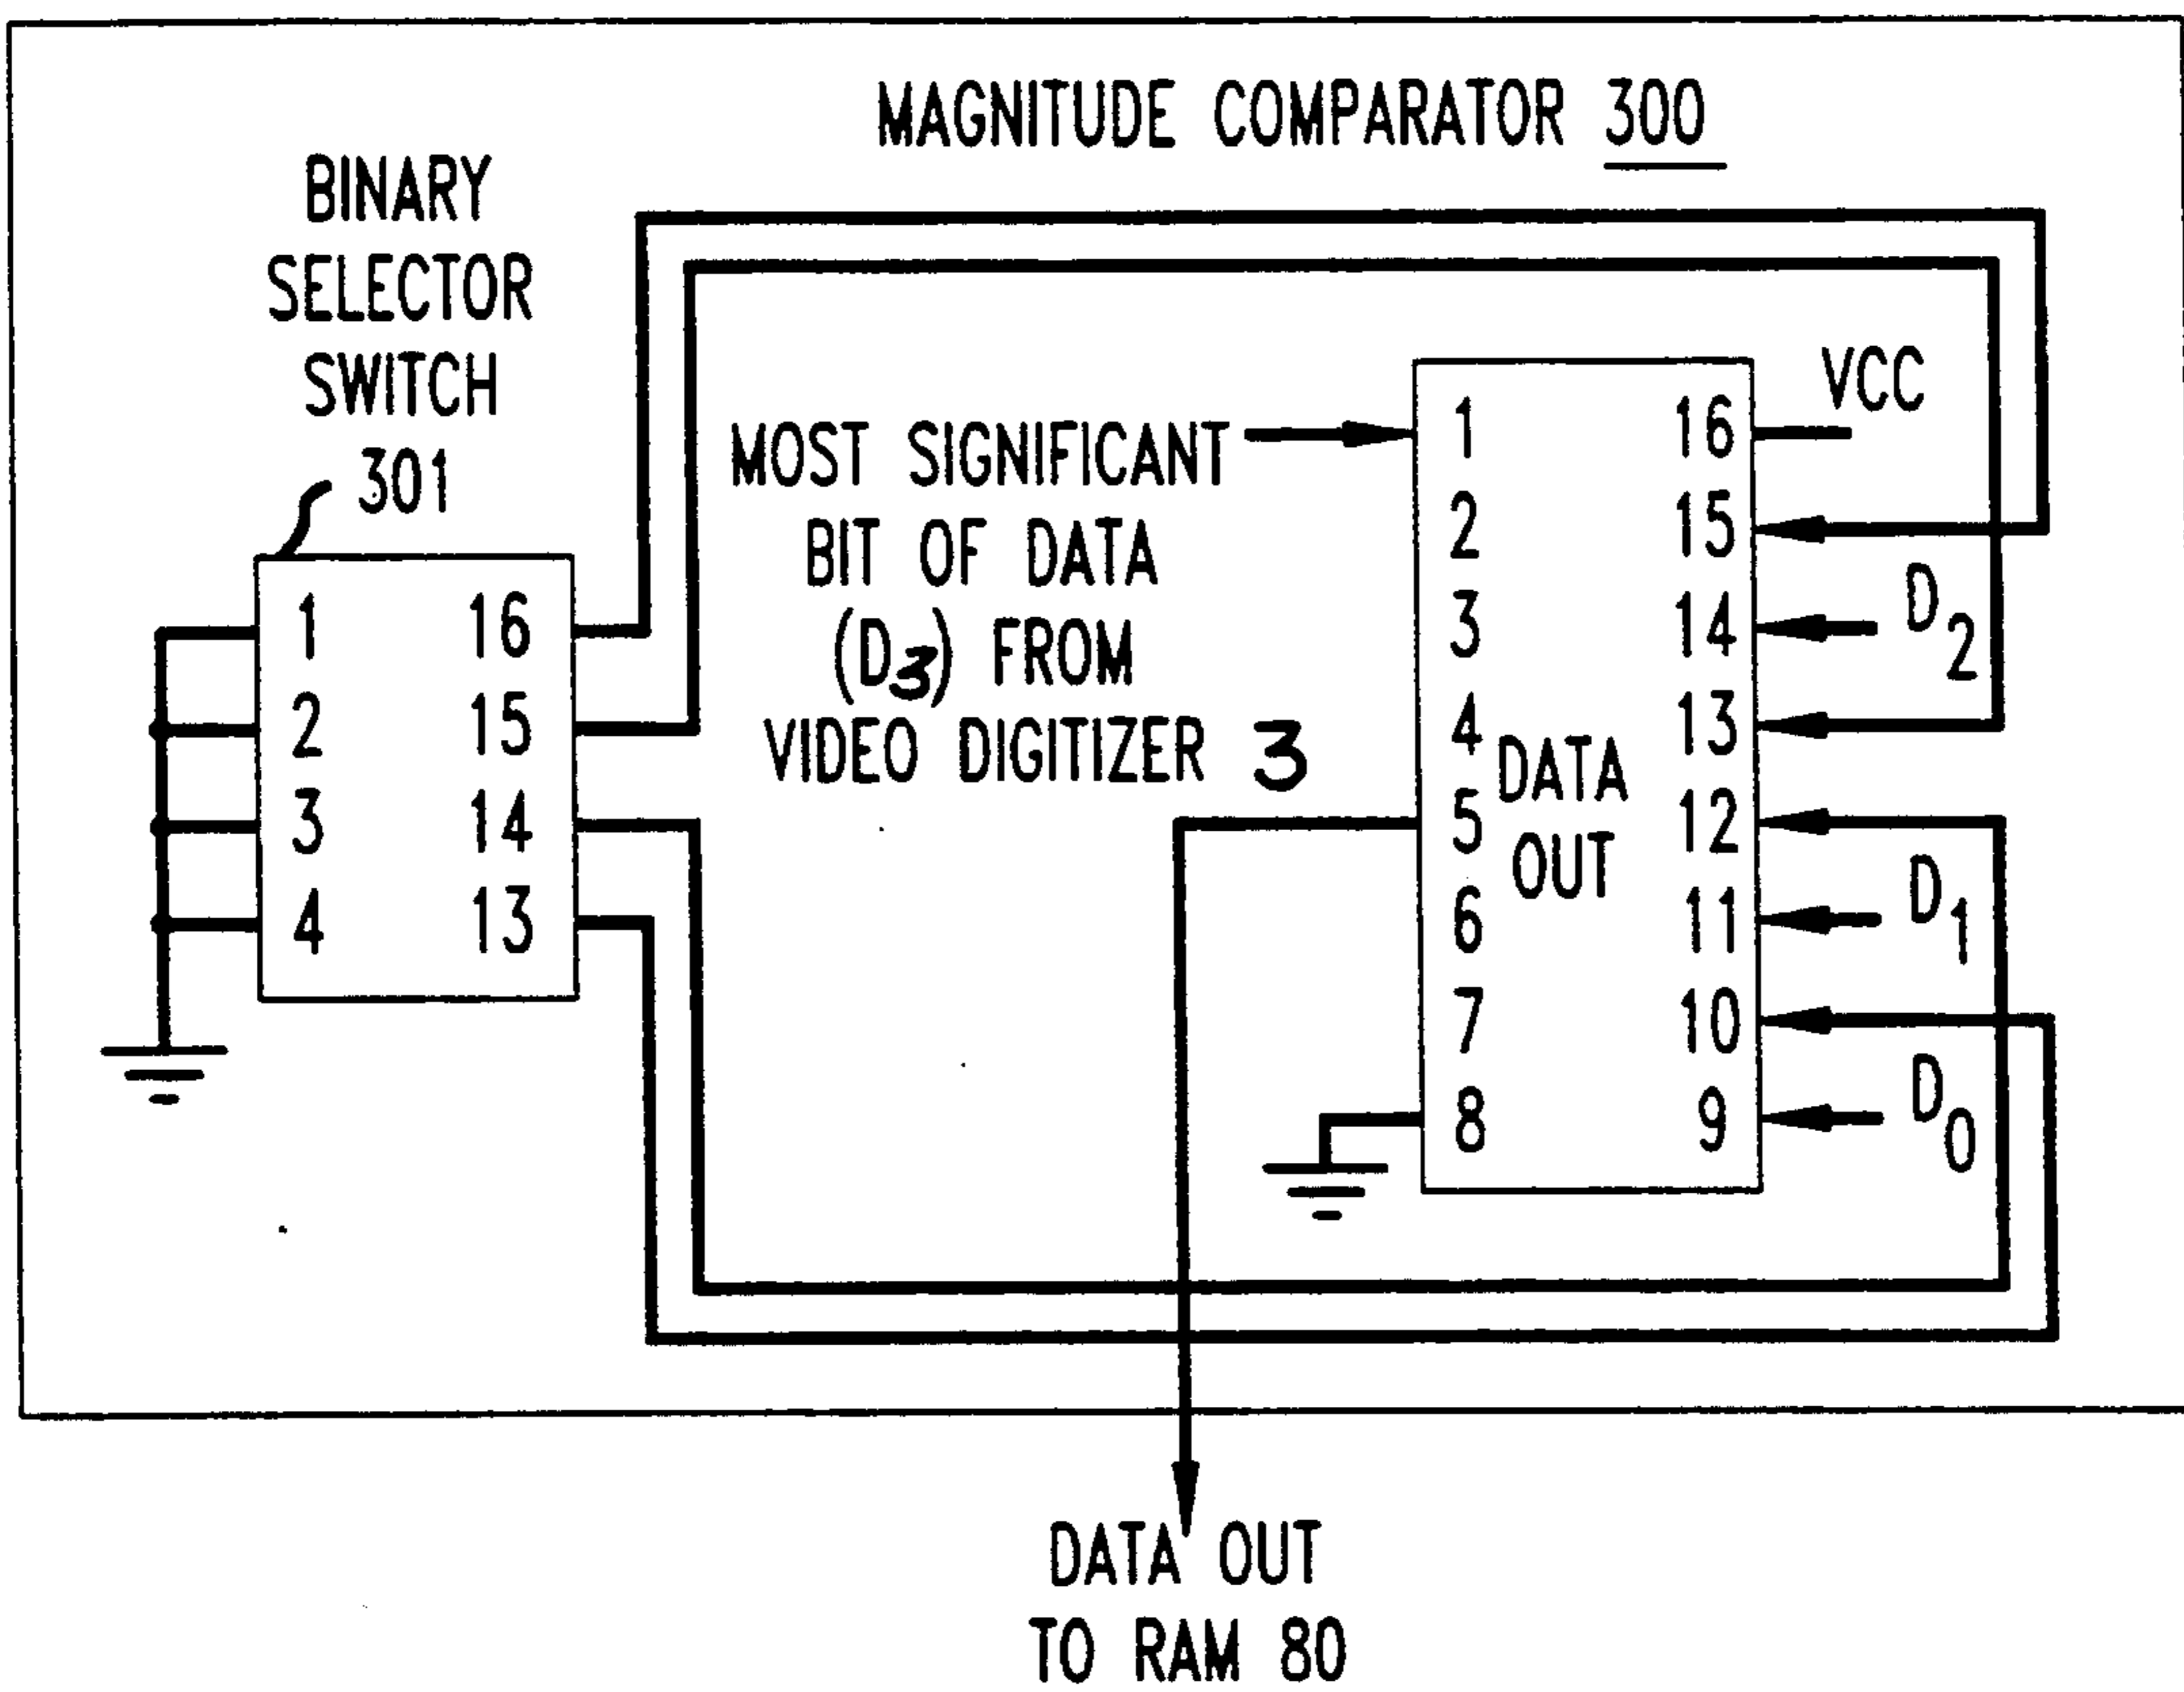 MAGNITUDE COMPARATOR 300
BINARY
SELECTOR
SWITCH
301
1 16
2 15
3 14
4 13
MOST SIGNIFICANT
BIT OF DATA
(D3) FROM
VIDEO DIGITIZER 3
VCC
1 16
2 15
3 14
4 13
5 12
6 11
7 10
8 9
DATA
OUT
D2
D1
D0
DATA OUT
TO RAM 80